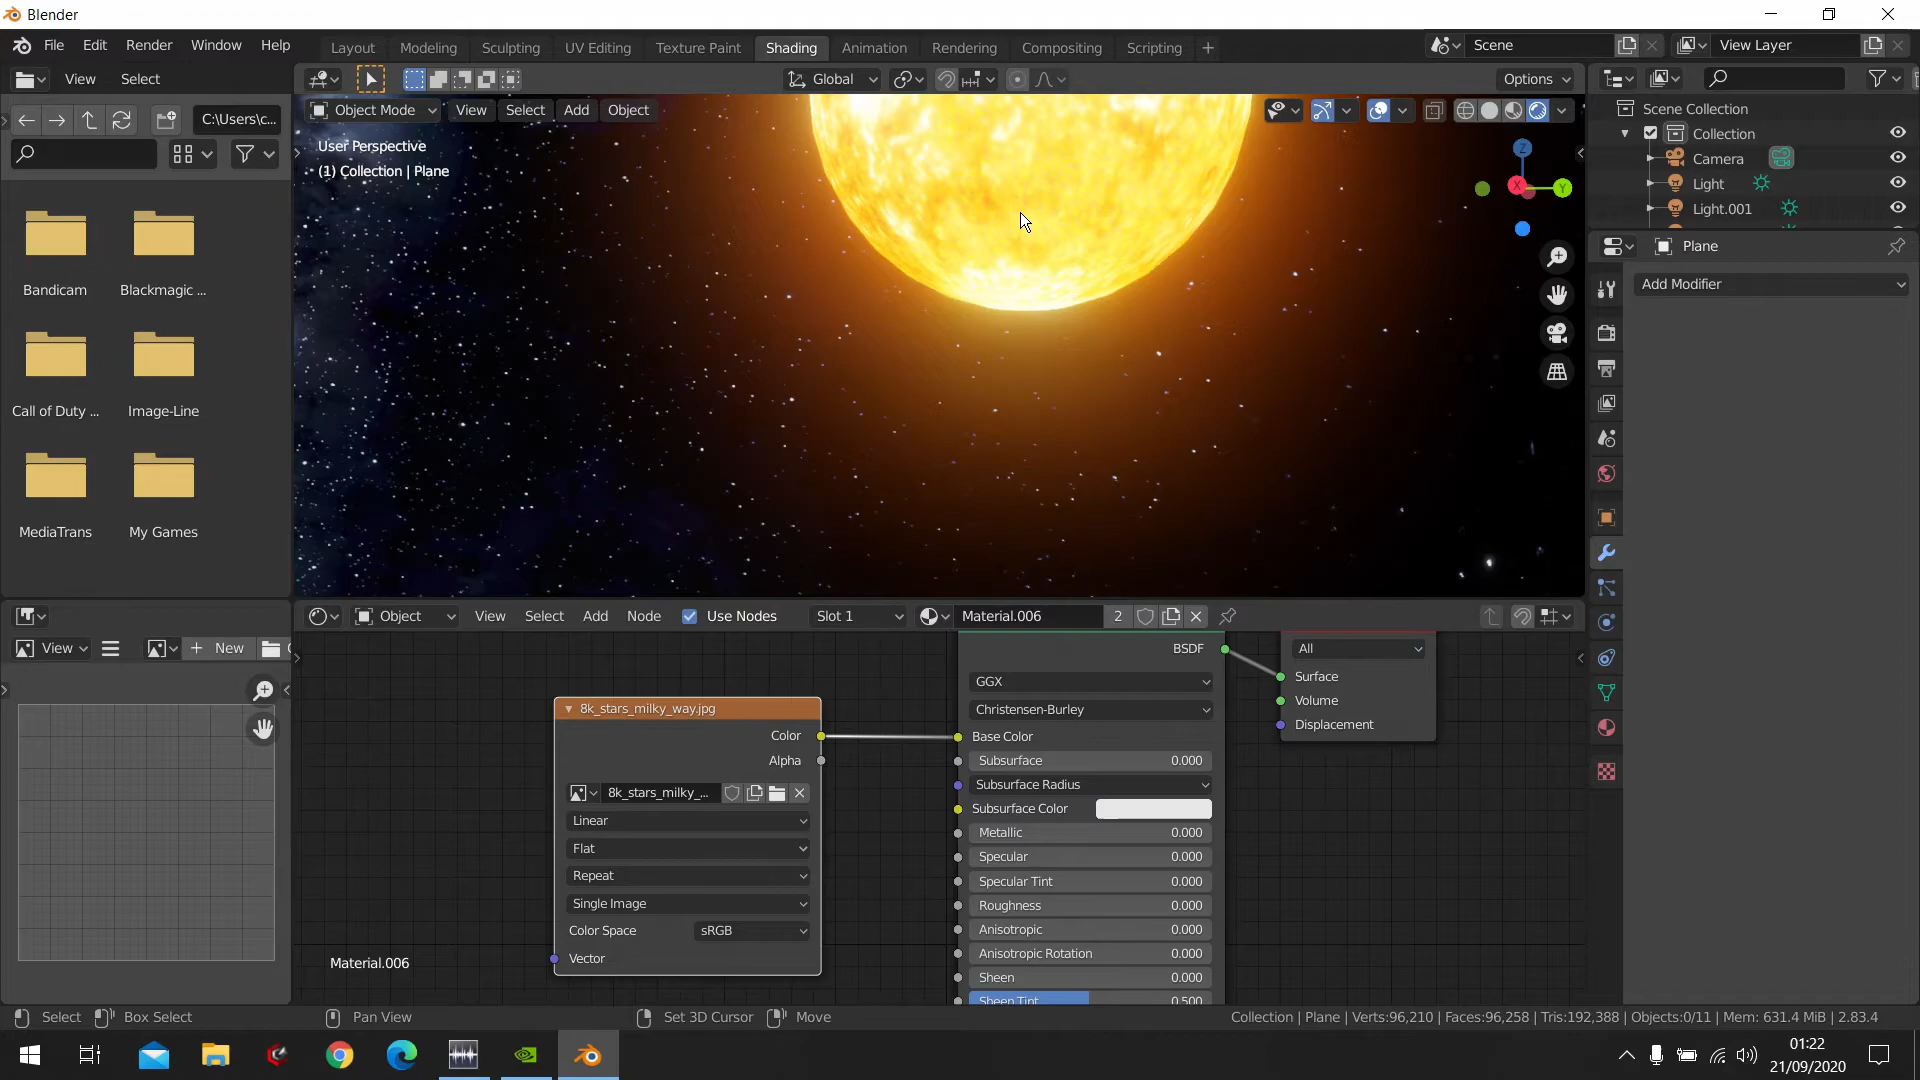 Blender
File Edit Render Window Help
Layout Modeling Sculpting UV Editing Texture Paint Shading Animation Rendering Compositing Scripting
Scene
View Layer
View Select
Global
Options
C:\Users\c...
Object Mode View Select Add Object
User Perspective
(1) Collection | Plane
Z
X
Y
Scene Collection
Collection
Camera
Light
Light.001
Plane
Add Modifier
Bandicam
Blackmagic ...
Call of Duty ...
Image-Line
MediaTrans
My Games
Object View Select Add Node Use Nodes Slot 1 Material.006 2
View New
8k_stars_milky_way.jpg
Color
Alpha
8k_stars_milky_...
Linear
Flat
Repeat
Single Image
Color Space sRGB
Vector
Material.006
BSDF
GGX
Christensen-Burley
Base Color
Subsurface 0.000
Subsurface Radius
Subsurface Color
Metallic 0.000
Specular 0.000
Specular Tint 0.000
Roughness 0.000
Anisotropic 0.000
Anisotropic Rotation 0.000
Sheen 0.000
Sheen Tint 0.500
All
Surface
Volume
Displacement
Select Box Select Pan View Set 3D Cursor Move
Collection | Plane | Verts:96,210 | Faces:96,258 | Tris:192,388 | Objects:0/11 | Mem: 631.4 MiB | 2.83.4
01:22
21/09/2020